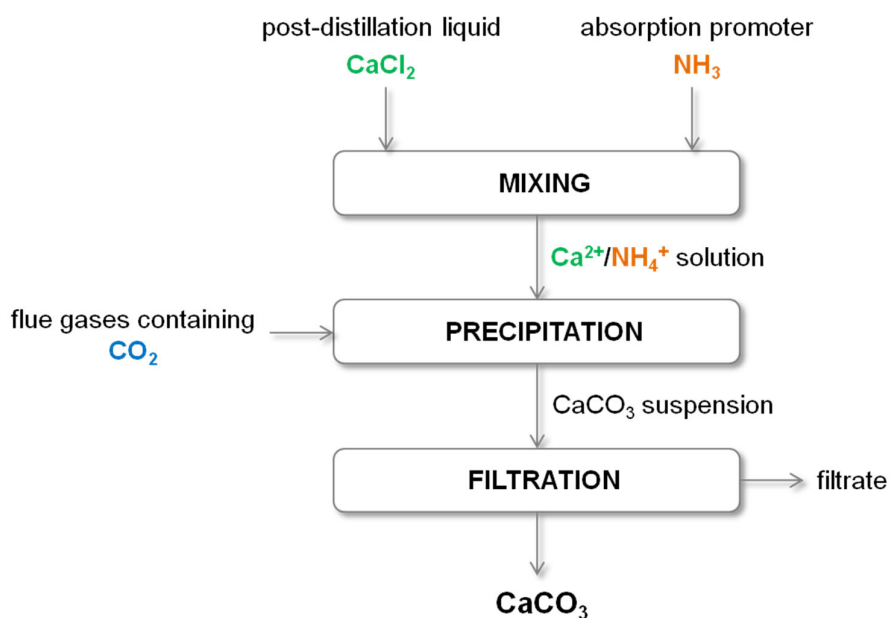 post-distillation liquid
CaCl₂
absorption promoter
NH₃
MIXING
Ca²⁺/NH₄⁺ solution
flue gases containing
CO₂
PRECIPITATION
CaCO₃ suspension
FILTRATION
filtrate
CaCO₃